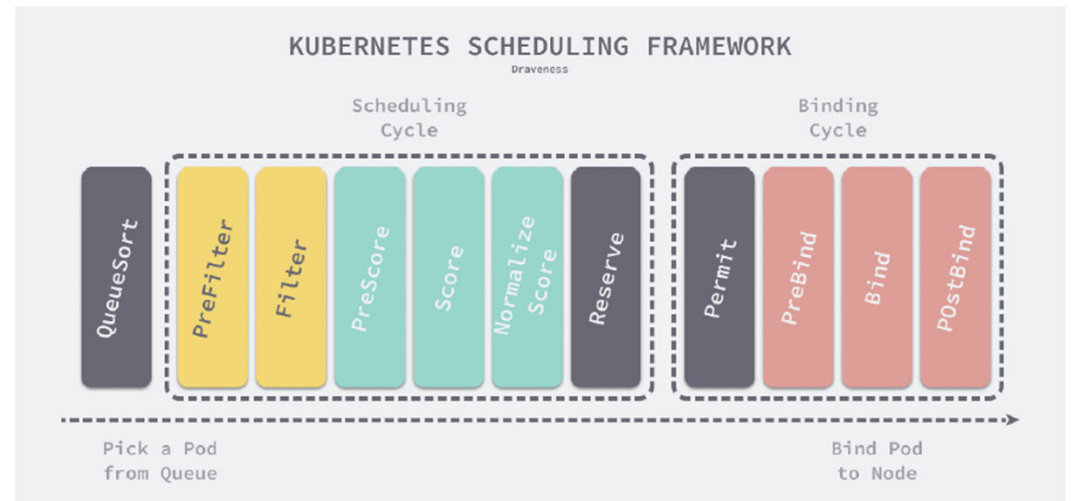 KUBERNETES SCHEDULING FRAMEWORK
Draveness
Scheduling
Cycle
Binding
Cycle
QueueSort
PreFilter
Filter
PreScore
Score
Normalize
Score
Reserve
Permit
PreBind
Bind
POstBind
Pick a Pod
from Queue
Bind Pod
to Node